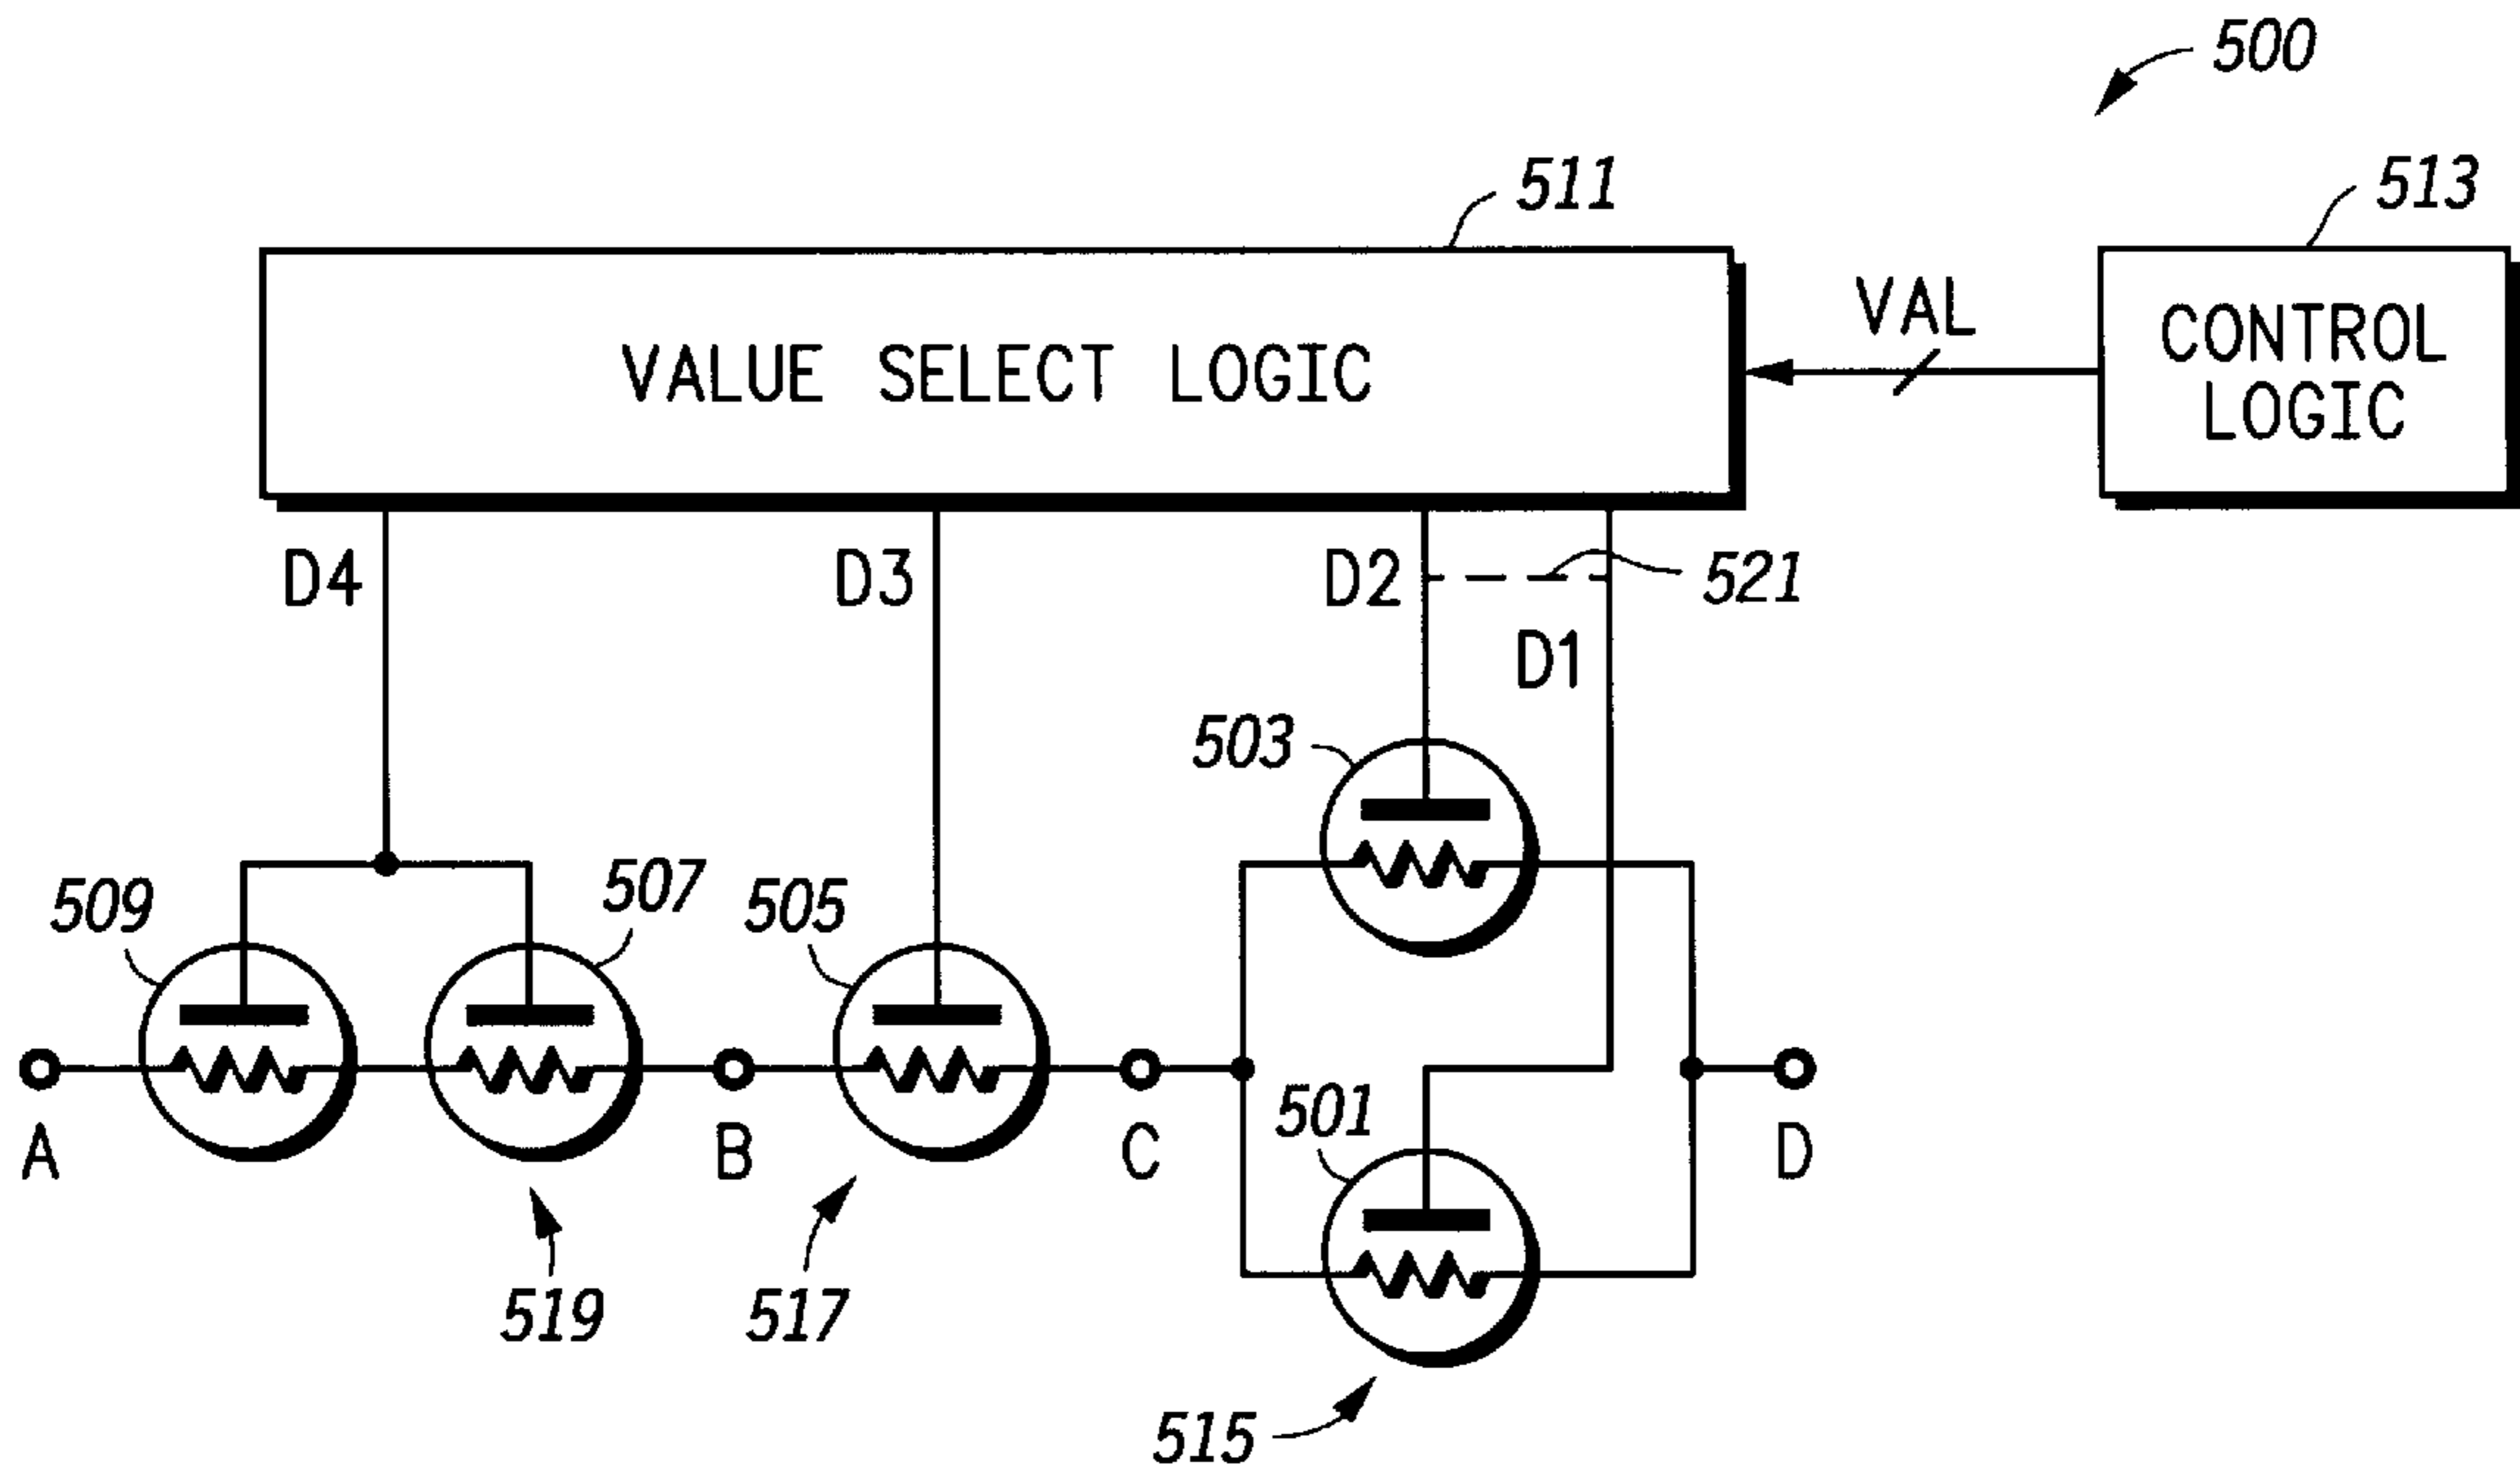 500
511
513
VALUE SELECT LOGIC
VAL
CONTROL
LOGIC
D4
D3
D2
521
D1
503
509
507
505
501
A
B
C
D
519
517
515